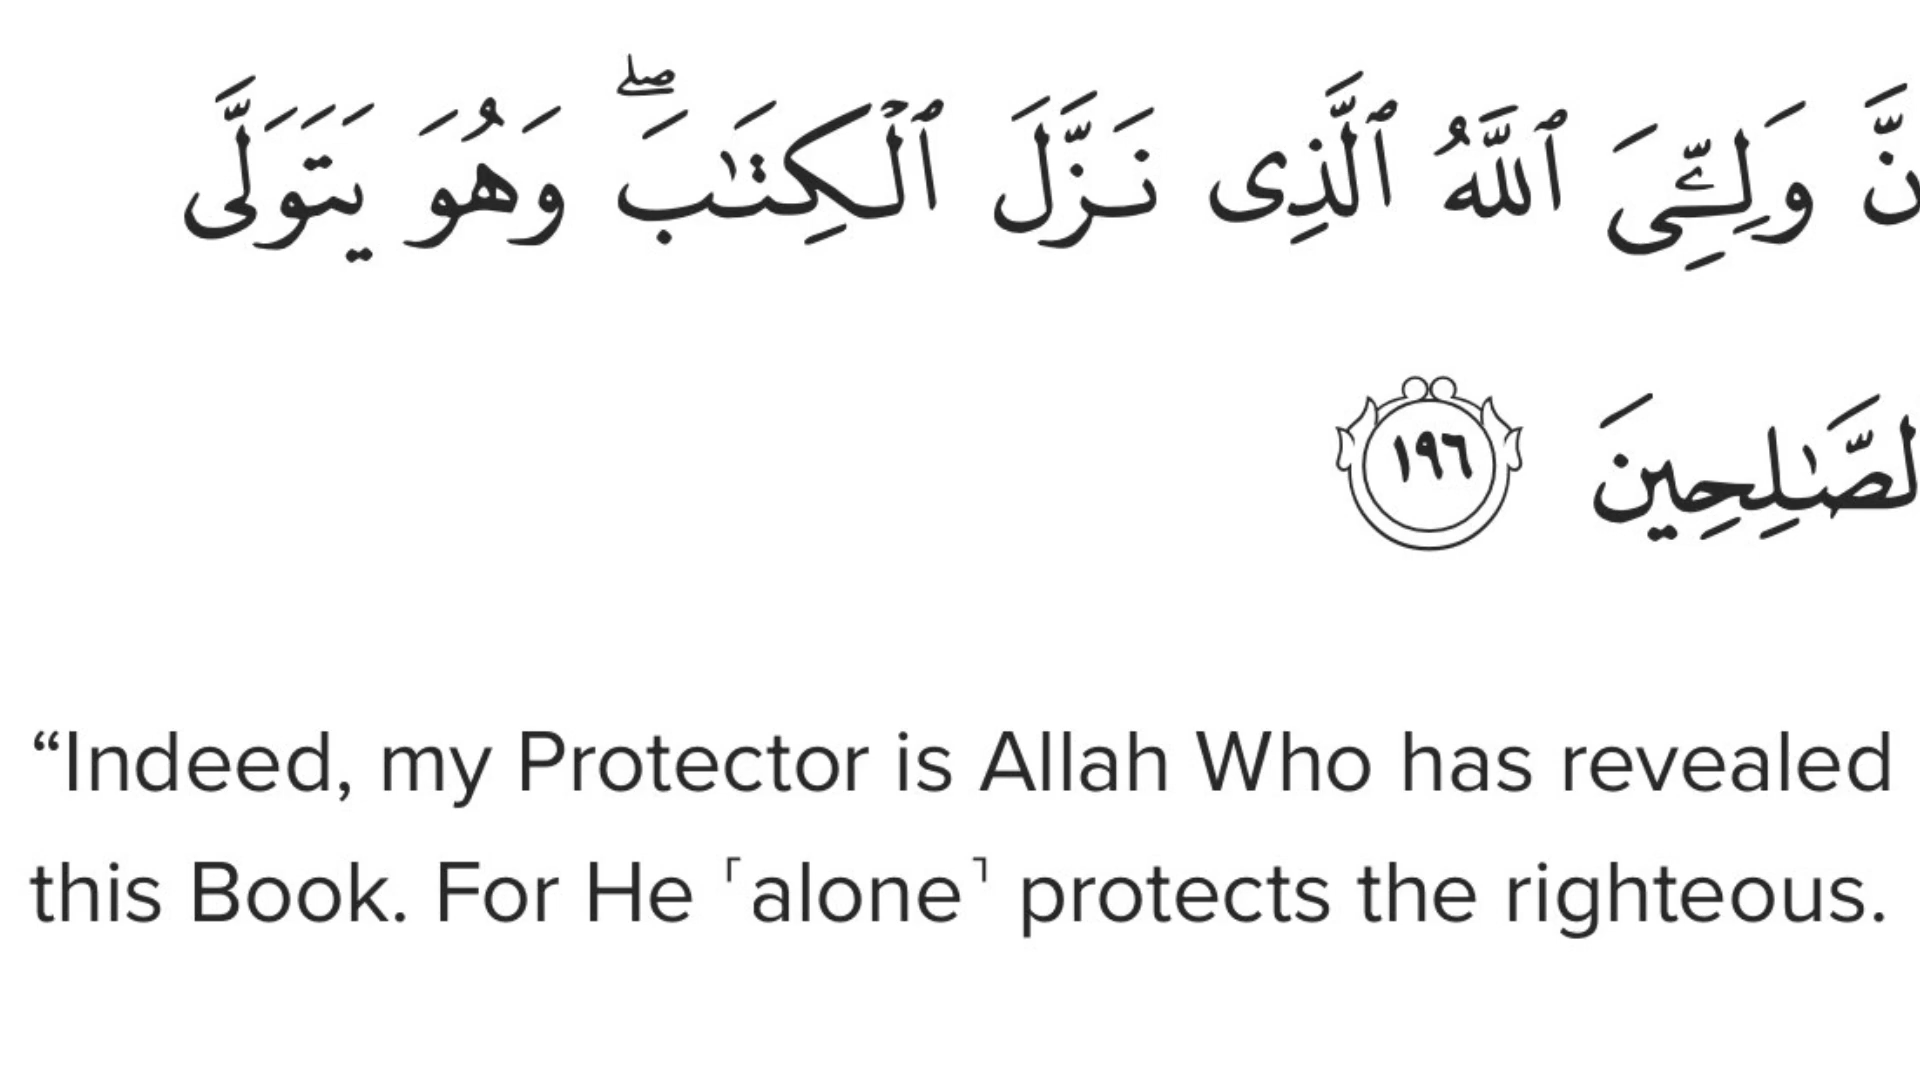 نَّ وَلِـِّۧىَ ٱللَّهُ ٱلَّذِى نَزَّلَ ٱلْكِتَـٰبَ ۖ وَهُوَ يَتَوَلَّى
لصَّـٰلِحِينَ ١٩٦
“Indeed, my Protector is Allah Who has revealed
this Book. For He ˹alone˺ protects the righteous.